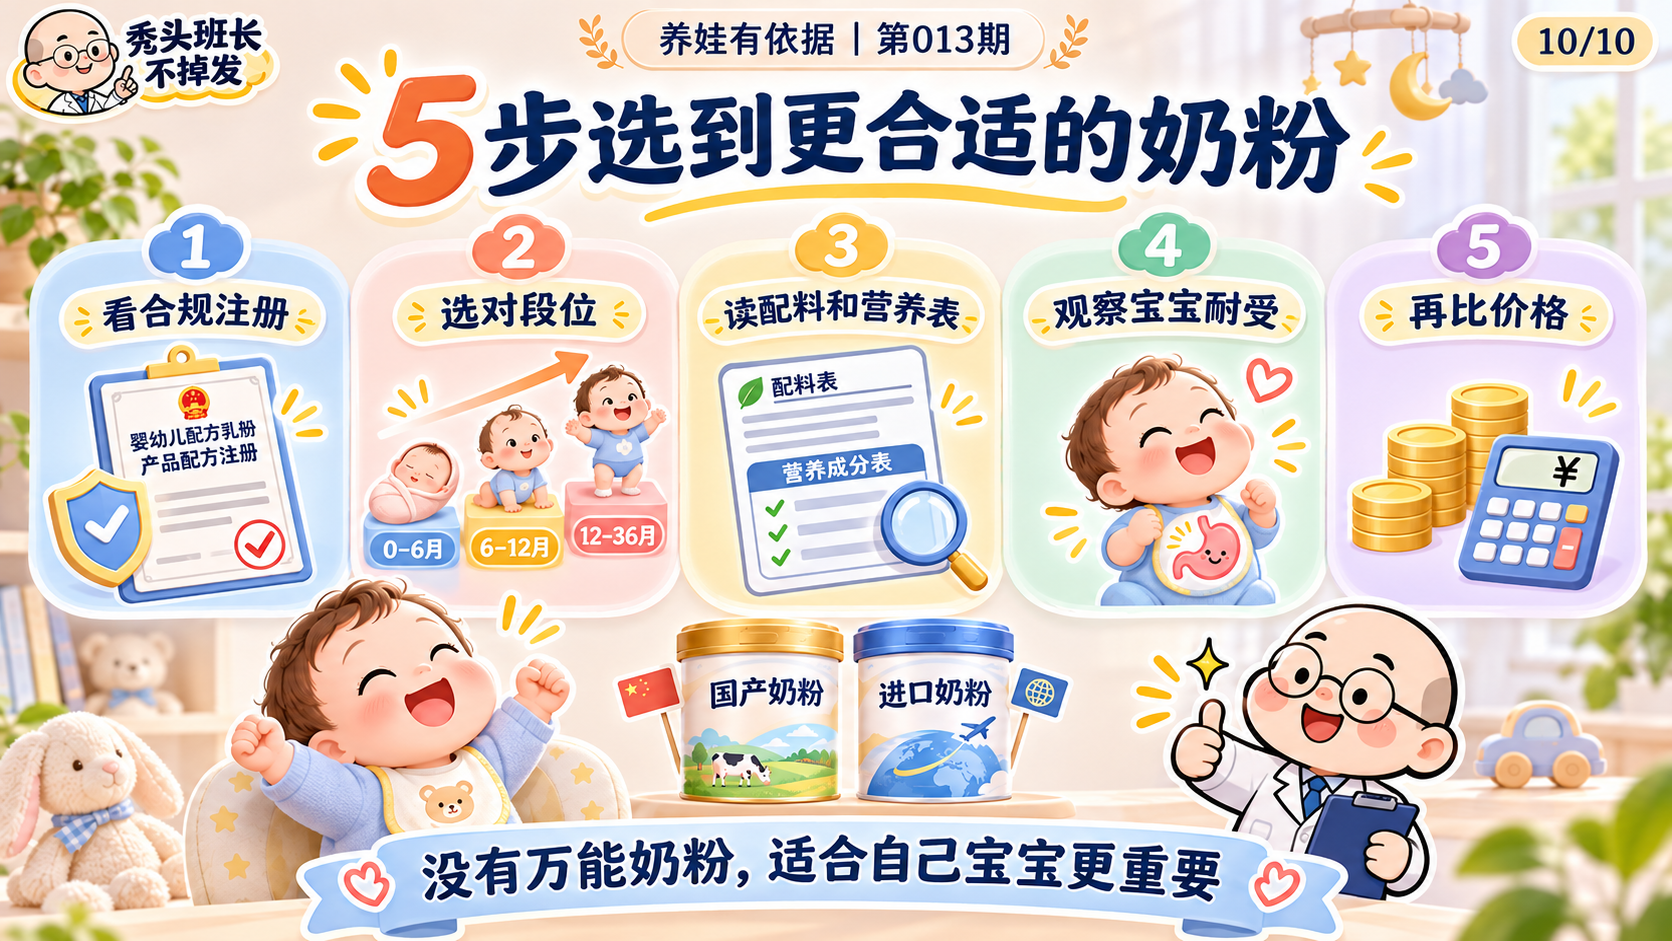 秃头班长
不掉发
养娃有依据 | 第013期
10/10
5步选到更合适的奶粉
1
看合规注册
婴幼儿配方乳粉
产品配方注册
2
选对段位
0-6月
6-12月
12-36月
3
读配料和营养表
配料表
营养成分表
4
观察宝宝耐受
5
再比价格
¥
国产奶粉
进口奶粉
没有万能奶粉,适合自己宝宝更重要